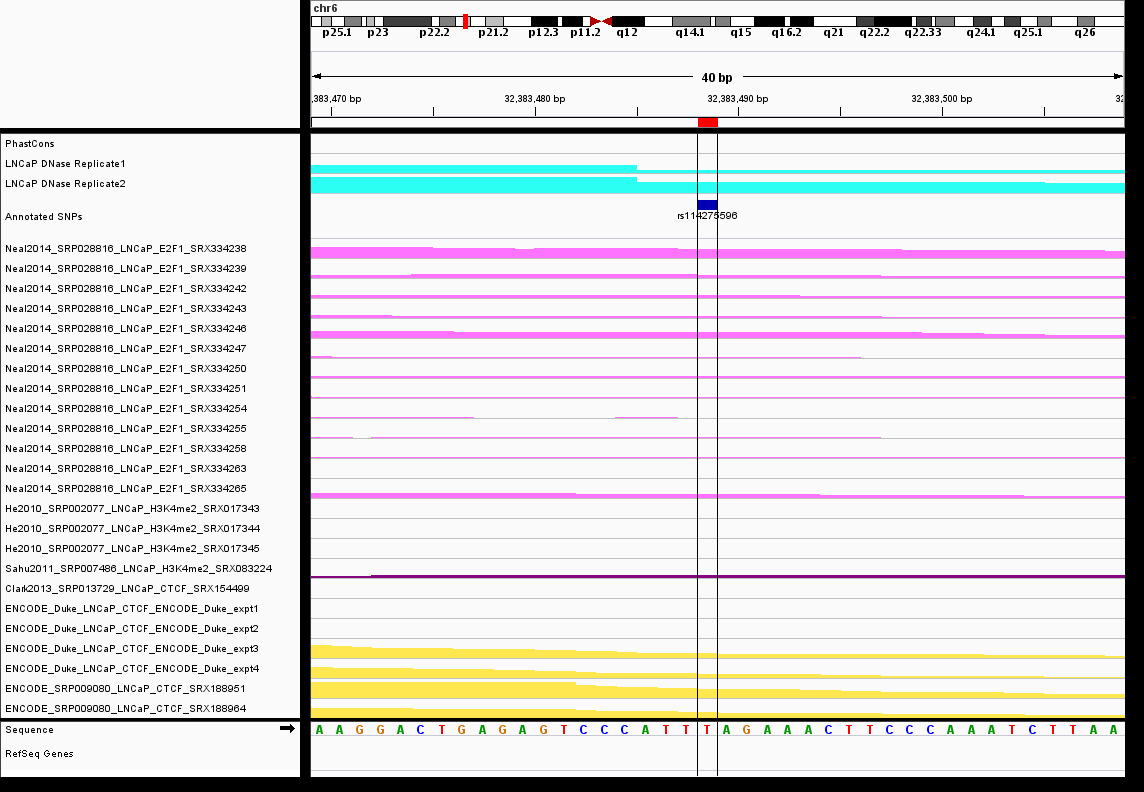 chr6
p25.1 p23 p22.2 p21.2 p12.3 p11.2 q12 q14.1 q15 q16.2 q21 q22.2 q22.33 q24.1 q25.1 q26
40 bp
,383,470 bp 32,383,480 bp 32,383,490 bp 32,383,500 bp 32
PhastCons
LNCaP DNase Replicate1
LNCaP DNase Replicate2
Annotated SNPs
rs114275596
Neal2014_SRP028816_LNCaP_E2F1_SRX334238
Neal2014_SRP028816_LNCaP_E2F1_SRX334239
Neal2014_SRP028816_LNCaP_E2F1_SRX334242
Neal2014_SRP028816_LNCaP_E2F1_SRX334243
Neal2014_SRP028816_LNCaP_E2F1_SRX334246
Neal2014_SRP028816_LNCaP_E2F1_SRX334247
Neal2014_SRP028816_LNCaP_E2F1_SRX334250
Neal2014_SRP028816_LNCaP_E2F1_SRX334251
Neal2014_SRP028816_LNCaP_E2F1_SRX334254
Neal2014_SRP028816_LNCaP_E2F1_SRX334255
Neal2014_SRP028816_LNCaP_E2F1_SRX334258
Neal2014_SRP028816_LNCaP_E2F1_SRX334263
Neal2014_SRP028816_LNCaP_E2F1_SRX334265
He2010_SRP002077_LNCaP_H3K4me2_SRX017343
He2010_SRP002077_LNCaP_H3K4me2_SRX017344
He2010_SRP002077_LNCaP_H3K4me2_SRX017345
Sahu2011_SRP007486_LNCaP_H3K4me2_SRX083224
Clark2013_SRP013729_LNCaP_CTCF_SRX154499
ENCODE_Duke_LNCaP_CTCF_ENCODE_Duke_expt1
ENCODE_Duke_LNCaP_CTCF_ENCODE_Duke_expt2
ENCODE_Duke_LNCaP_CTCF_ENCODE_Duke_expt3
ENCODE_Duke_LNCaP_CTCF_ENCODE_Duke_expt4
ENCODE_SRP009080_LNCaP_CTCF_SRX188951
ENCODE_SRP009080_LNCaP_CTCF_SRX188964
Sequence A A G G A C T G A G A G T C C C A T T T A G A A A C T T C C C A A A T C T T A A
RefSeq Genes